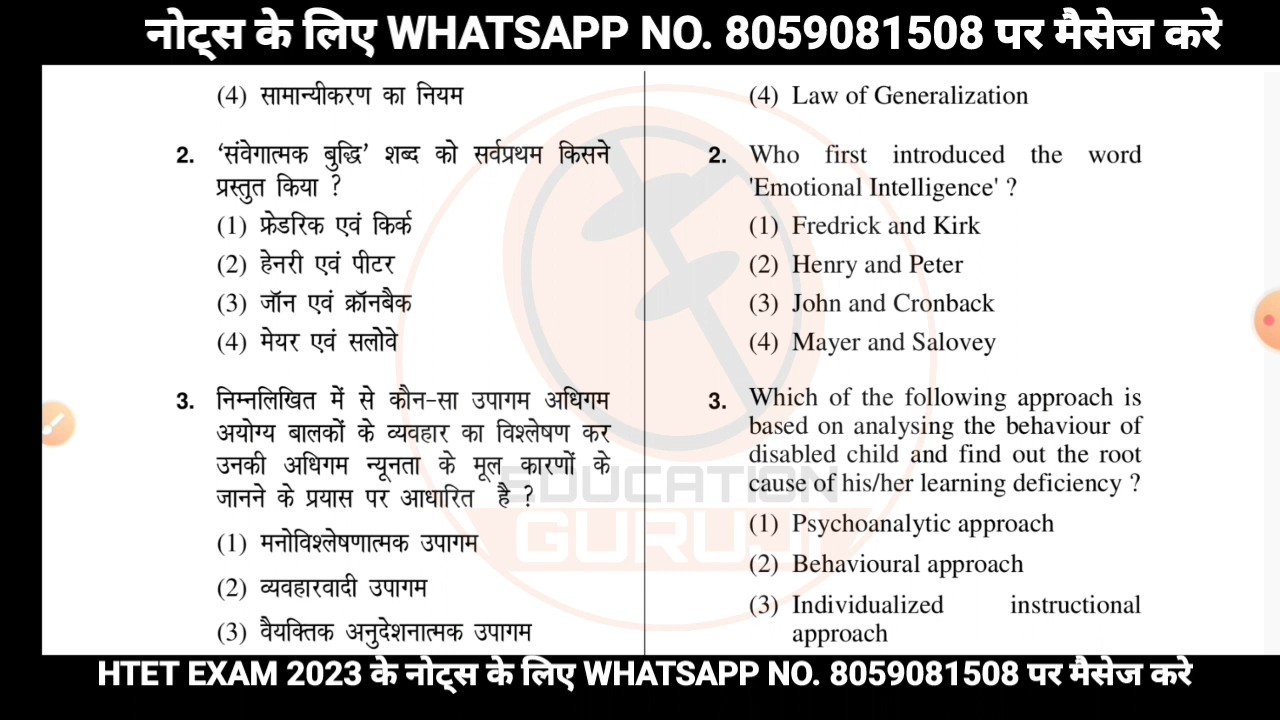 नोट्स के लिए WHATSAPP NO. 8059081508 पर मैसेज करे
(4) सामान्यीकरण का नियम
2. ‘संवेगात्मक बुद्धि’ शब्द को सर्वप्रथम किसने
प्रस्तुत किया ?
(1) फ्रेडरिक एवं किर्क
(2) हेनरी एवं पीटर
(3) जॉन एवं क्रॉनबैक
(4) मेयर एवं सलोवे
3. निम्नलिखित में से कौन-सा उपागम अधिगम
अयोग्य बालकों के व्यवहार का विश्लेषण कर
उनकी अधिगम न्यूनता के मूल कारणों के
जानने के प्रयास पर आधारित है ?
(1) मनोविश्लेषणात्मक उपागम
(2) व्यवहारवादी उपागम
(3) वैयक्तिक अनुदेशनात्मक उपागम
(4) Law of Generalization
2. Who first introduced the word
'Emotional Intelligence' ?
(1) Fredrick and Kirk
(2) Henry and Peter
(3) John and Cronback
(4) Mayer and Salovey
3. Which of the following approach is
based on analysing the behaviour of
disabled child and find out the root
cause of his/her learning deficiency ?
(1) Psychoanalytic approach
(2) Behavioural approach
(3) Individualized instructional
approach
EDUCATION
GURUJI
HTET EXAM 2023 के नोट्स के लिए WHATSAPP NO. 8059081508 पर मैसेज करे